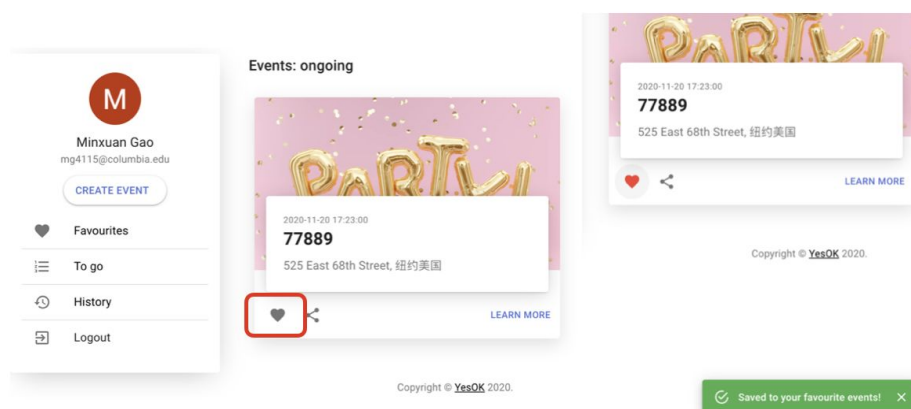 M
Minxuan Gao
mg4115@columbia.edu
CREATE EVENT
Favourites
To go
History
Logout
Events: ongoing
PARTY
2020-11-20 17:23:00
77889
525 East 68th Street, 纽约美国
LEARN MORE
Copyright © YesOK 2020.
PARTY
2020-11-20 17:23:00
77889
525 East 68th Street, 纽约美国
LEARN MORE
Copyright © YesOK 2020.
Saved to your favourite events!